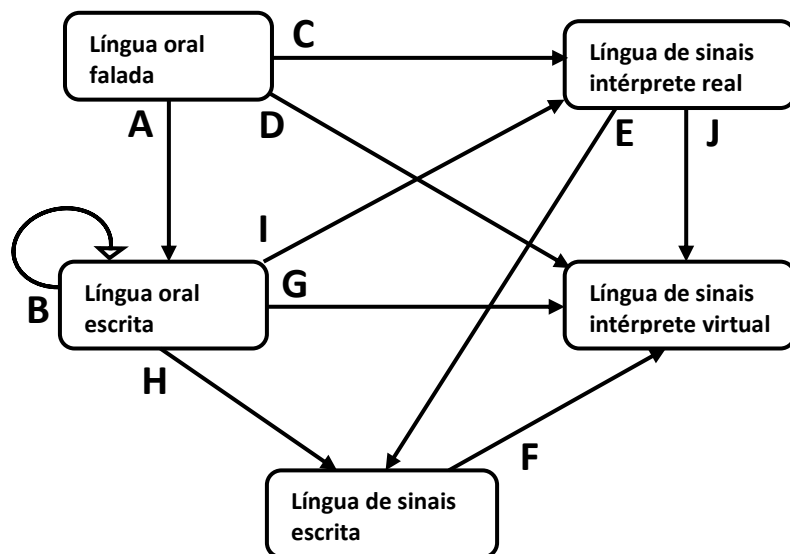 Língua oral
falada
C
Língua de sinais
intérprete real
A
D
E
J
I
B
Língua oral
escrita
G
Língua de sinais
intérprete virtual
H
F
Língua de sinais
escrita